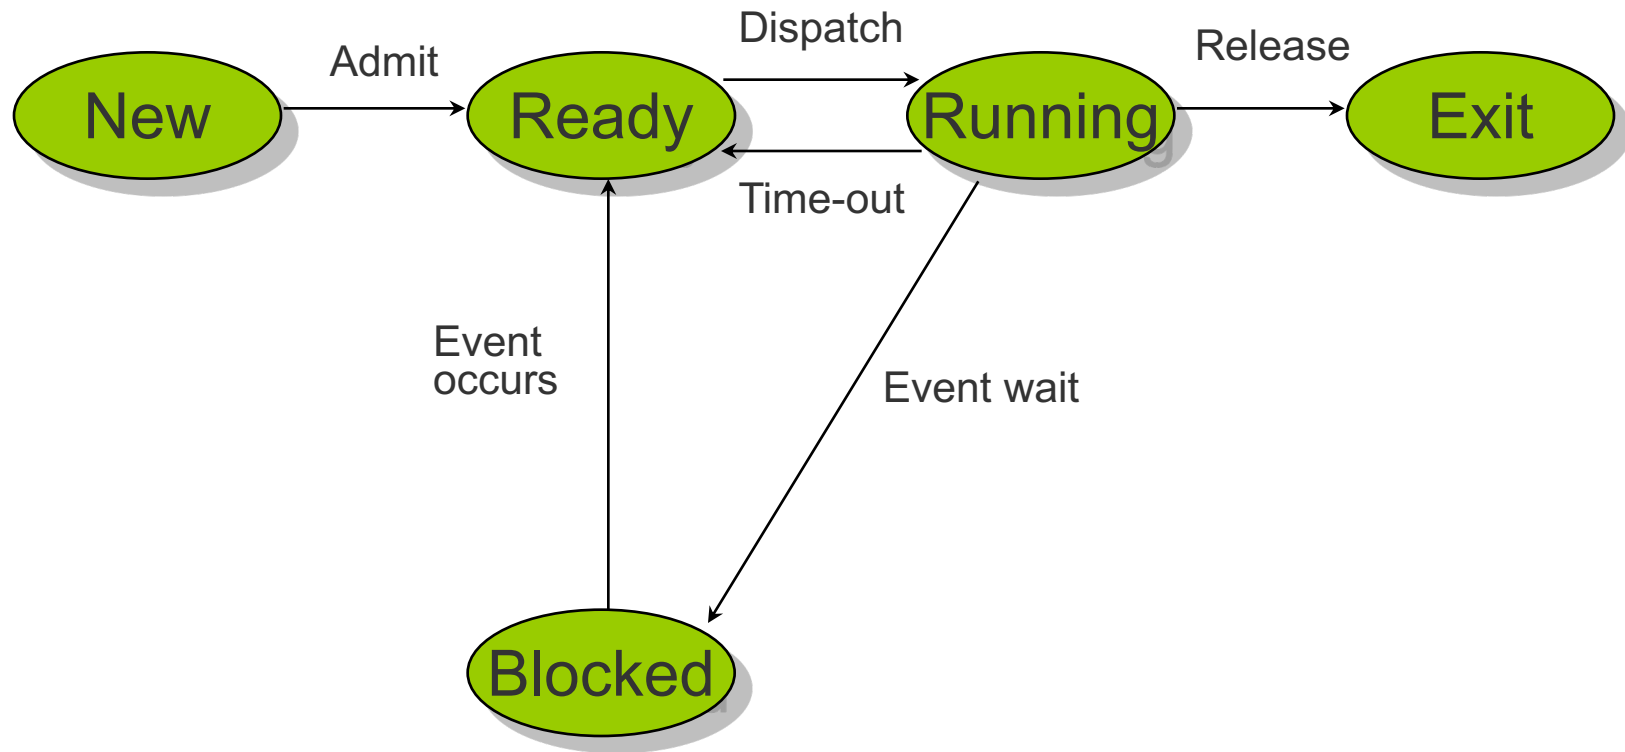 Dispatch
Admit
Release
New
Ready
Running
Exit
Time-out
Event
occurs
Event wait
Blocked